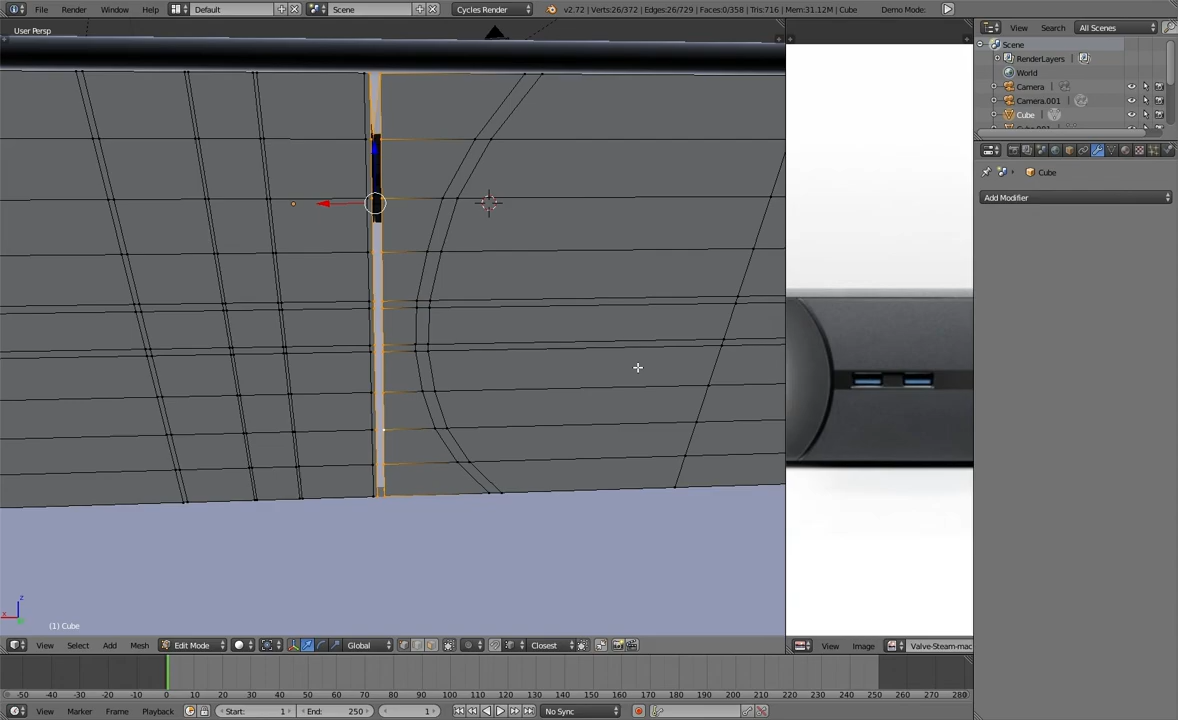 File Render Window Help Default Scene Cycles Render v2.72 | Verts:26/372 | Edges:26/729 | Faces:0/358 | Tris:716 | Mem:31.12M | Cube Demo Mode:
User Persp
View Search All Scenes
Scene
RenderLayers
World
Camera
Camera.001
Cube
Cube
Add Modifier
z
x
(1) Cube
View Select Add Mesh Edit Mode Global Closest View Image Valve-Steam-mac
-50 -40 -30 -20 -10 0 10 20 30 40 50 60 70 80 90 100 110 120 130 140 150 160 170 180 190 200 210 220 230 240 250 260 270 280
View Marker Frame Playback Start: 1 End: 250 1 No Sync